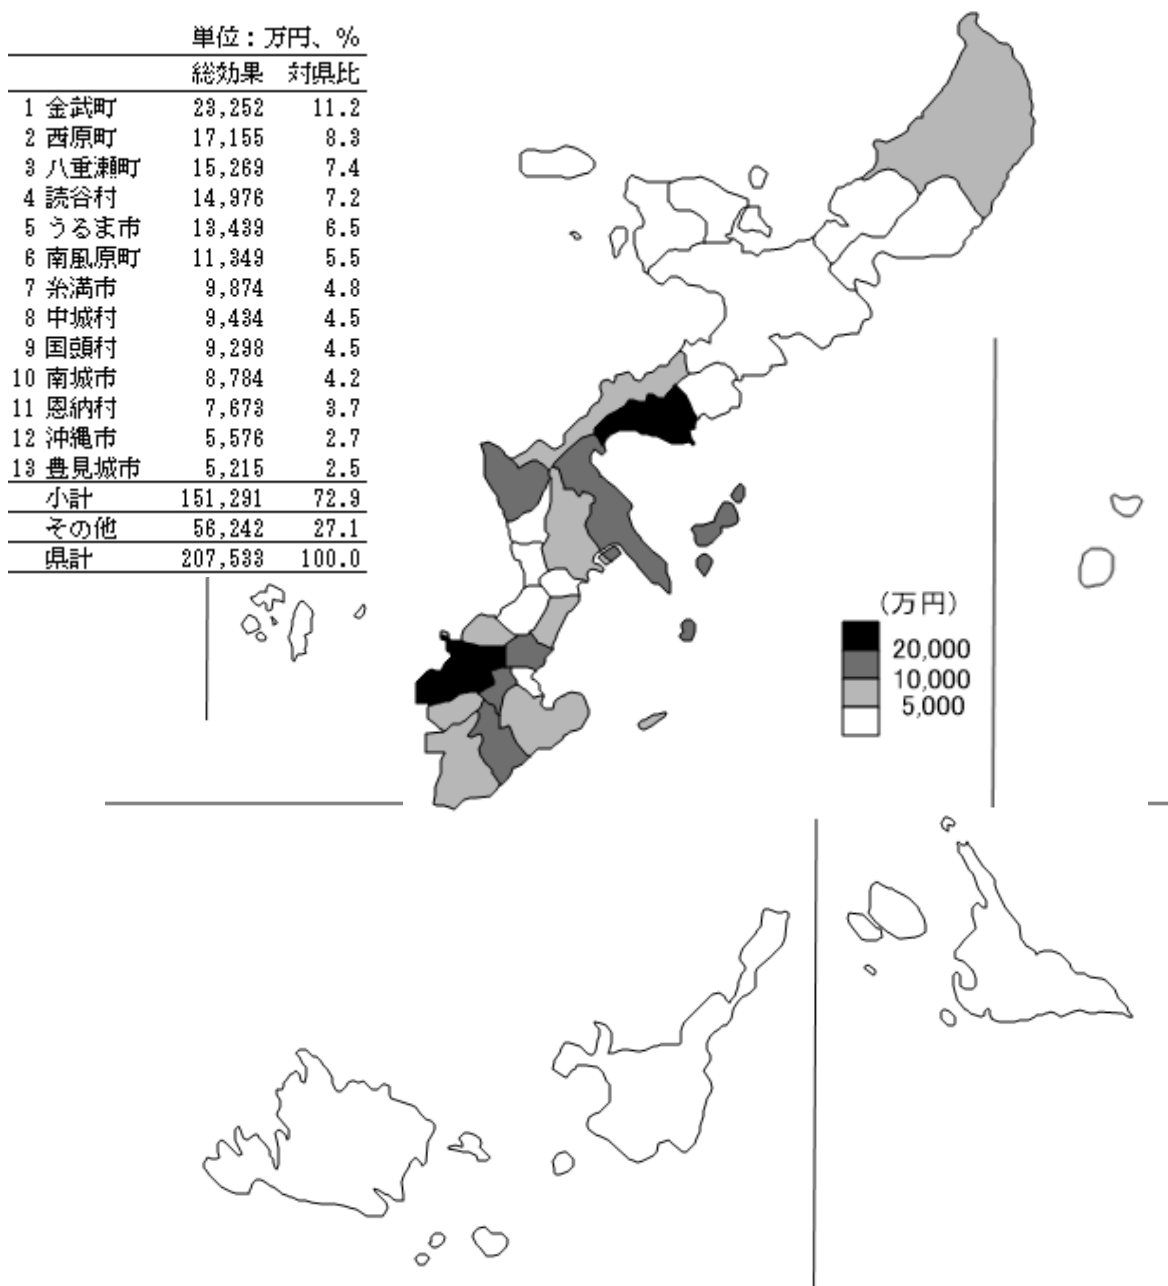 単位：万円、％
総効果 対県比
1 金武町 23,252 11.2
2 西原町 17,155 8.3
3 八重瀬町 15,269 7.4
4 読谷村 14,976 7.2
5 うるま市 13,439 6.5
6 南風原町 11,349 5.5
7 糸満市 9,874 4.8
8 中城村 9,434 4.5
9 国頭村 9,298 4.5
10 南城市 8,784 4.2
11 恩納村 7,673 3.7
12 沖縄市 5,576 2.7
13 豊見城市 5,215 2.5
小計 151,291 72.9
その他 56,242 27.1
県計 207,533 100.0
(万円)
20,000
10,000
5,000